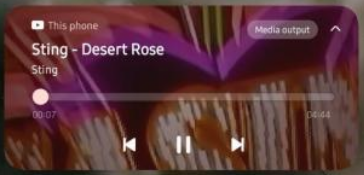 This phone
Media output
Sting - Desert Rose
Sting
00:07
04:44